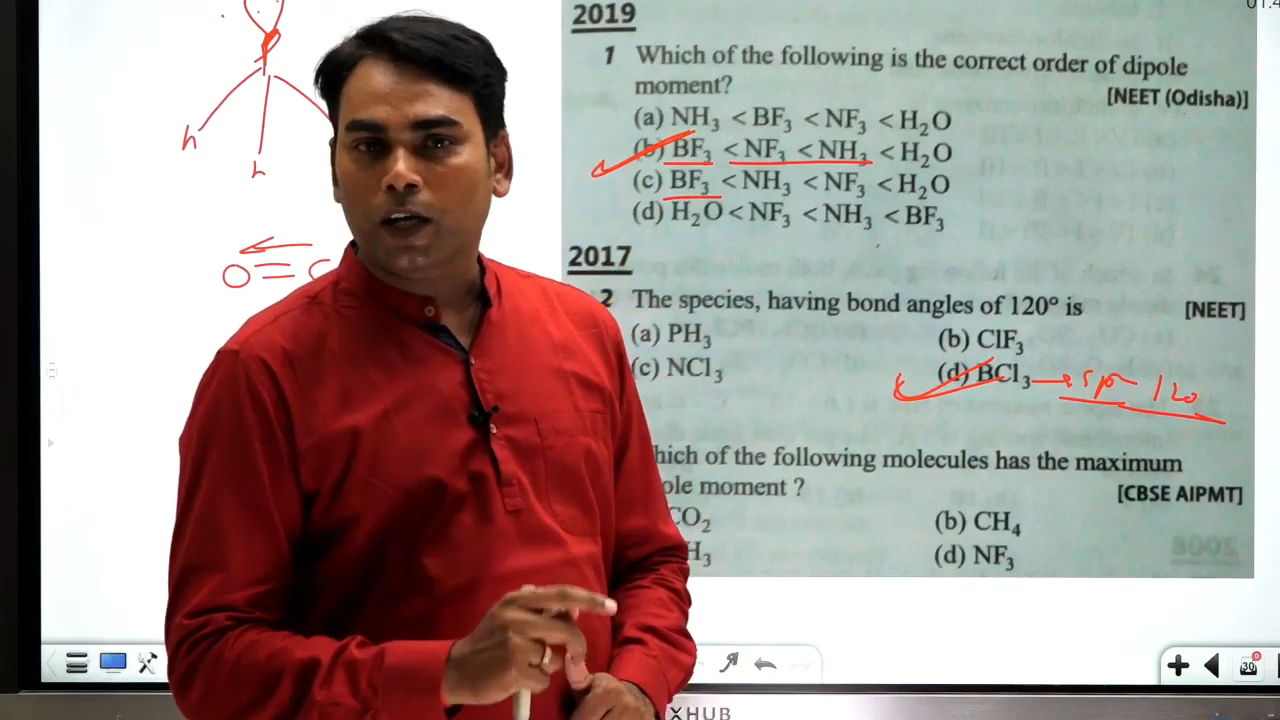 2019
1 Which of the following is the correct order of dipole
moment?
[NEET (Odisha)]
(a) NH₃ < BF₃ < NF₃ < H₂O
(b) BF₃ < NF₃ < NH₃ < H₂O
(c) BF₃ < NH₃ < NF₃ < H₂O
(d) H₂O < NF₃ < NH₃ < BF₃
2017
2 The species, having bond angles of 120° is
[NEET]
(a) PH₃ (b) ClF₃
(c) NCl₃ (d) BCl₃ 120
hich of the following molecules has the maximum
ole moment ?
[CBSE AIPMT]
CO₂ (b) CH₄
H₃ (d) NF₃
h
h
O = C
30
XHUB